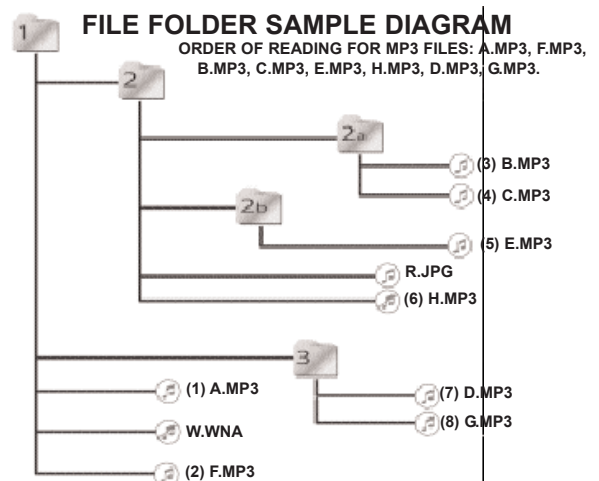 1
FILE FOLDER SAMPLE DIAGRAM
ORDER OF READING FOR MP3 FILES: A.MP3, F.MP3,
B.MP3, C.MP3, E.MP3, H.MP3, D.MP3, G.MP3.
2
2a
(3) B.MP3
(4) C.MP3
2b
(5) E.MP3
R.JPG
(6) H.MP3
3
(1) A.MP3
(7) D.MP3
(8) G.MP3
W.WNA
(2) F.MP3